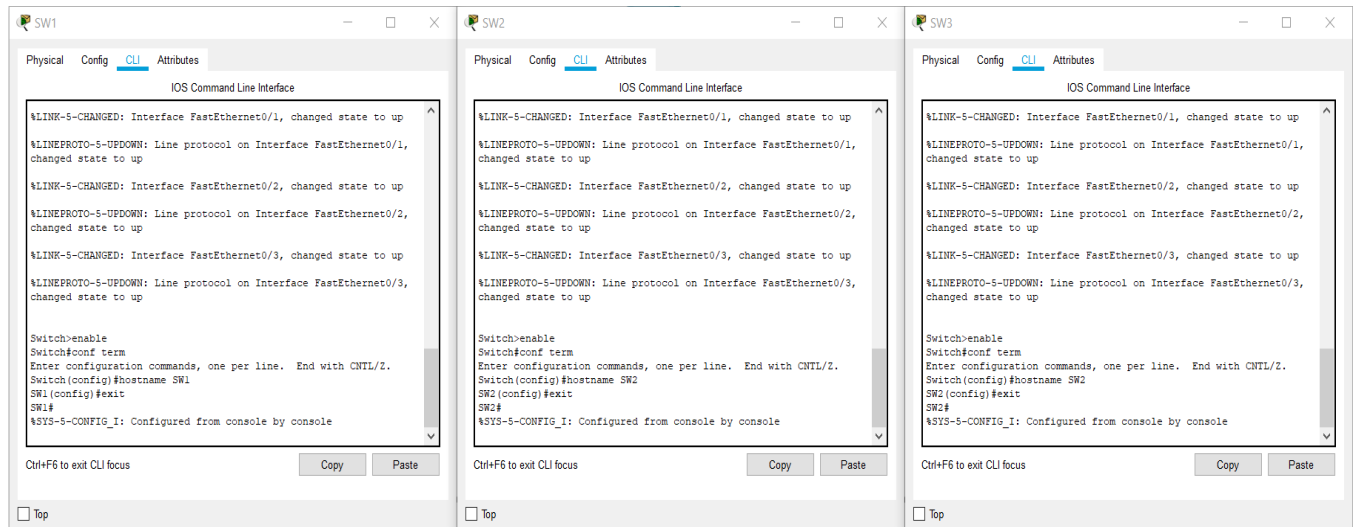 SW1
Physical Config CLI Attributes
IOS Command Line Interface
%LINK-5-CHANGED: Interface FastEthernet0/1, changed state to up
%LINEPROTO-5-UPDOWN: Line protocol on Interface FastEthernet0/1,
changed state to up
%LINK-5-CHANGED: Interface FastEthernet0/2, changed state to up
%LINEPROTO-5-UPDOWN: Line protocol on Interface FastEthernet0/2,
changed state to up
%LINK-5-CHANGED: Interface FastEthernet0/3, changed state to up
%LINEPROTO-5-UPDOWN: Line protocol on Interface FastEthernet0/3,
changed state to up
Switch>enable
Switch#conf term
Enter configuration commands, one per line. End with CNTL/Z.
Switch(config)#hostname SW1
SW1(config)#exit
SW1#
%SYS-5-CONFIG_I: Configured from console by console
Ctrl+F6 to exit CLI focus
Copy Paste
Top
SW2
Physical Config CLI Attributes
IOS Command Line Interface
%LINK-5-CHANGED: Interface FastEthernet0/1, changed state to up
%LINEPROTO-5-UPDOWN: Line protocol on Interface FastEthernet0/1,
changed state to up
%LINK-5-CHANGED: Interface FastEthernet0/2, changed state to up
%LINEPROTO-5-UPDOWN: Line protocol on Interface FastEthernet0/2,
changed state to up
%LINK-5-CHANGED: Interface FastEthernet0/3, changed state to up
%LINEPROTO-5-UPDOWN: Line protocol on Interface FastEthernet0/3,
changed state to up
Switch>enable
Switch#conf term
Enter configuration commands, one per line. End with CNTL/Z.
Switch(config)#hostname SW2
SW2(config)#exit
SW2#
%SYS-5-CONFIG_I: Configured from console by console
Ctrl+F6 to exit CLI focus
Copy Paste
Top
SW3
Physical Config CLI Attributes
IOS Command Line Interface
%LINK-5-CHANGED: Interface FastEthernet0/1, changed state to up
%LINEPROTO-5-UPDOWN: Line protocol on Interface FastEthernet0/1,
changed state to up
%LINK-5-CHANGED: Interface FastEthernet0/2, changed state to up
%LINEPROTO-5-UPDOWN: Line protocol on Interface FastEthernet0/2,
changed state to up
%LINK-5-CHANGED: Interface FastEthernet0/3, changed state to up
%LINEPROTO-5-UPDOWN: Line protocol on Interface FastEthernet0/3,
changed state to up
Switch>enable
Switch#conf term
Enter configuration commands, one per line. End with CNTL/Z.
Switch(config)#hostname SW2
SW2(config)#exit
SW2#
%SYS-5-CONFIG_I: Configured from console by console
Ctrl+F6 to exit CLI focus
Copy Paste
Top